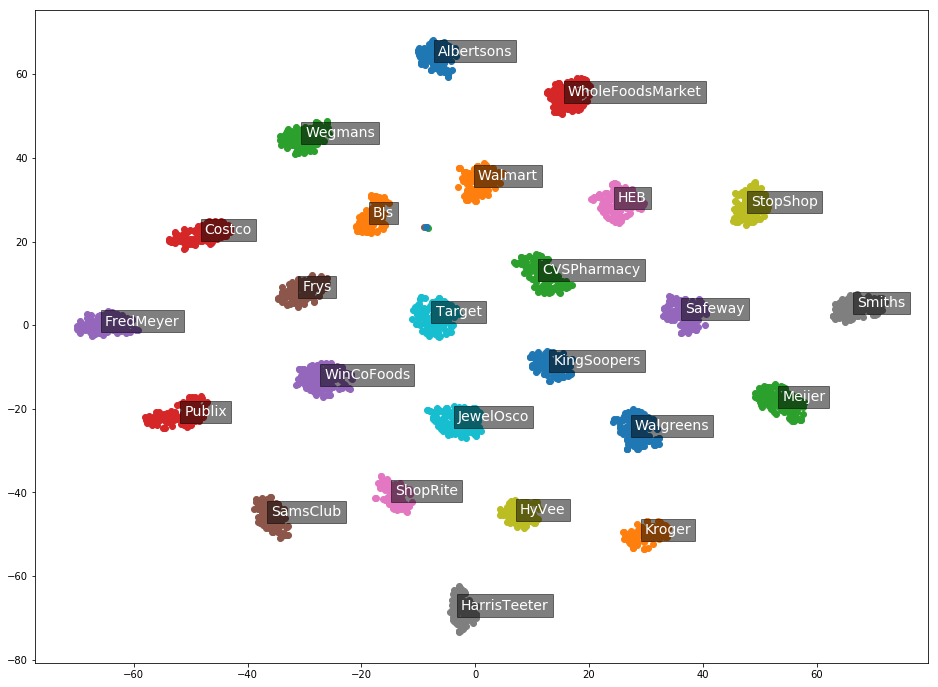 Albertsons
60
WholeFoodsMarket
Wegmans
40
Walmart
HEB
StopShop
BJs
Costco
20
CVSPharmacy
Frys
Smiths
Target
Safeway
FredMeyer
0
KingSoopers
WinCoFoods
Meijer
Publix
−20
JewelOsco
Walgreens
ShopRite
−40
SamsClub
HyVee
Kroger
−60
HarrisTeeter
−80
−60 −40 −20 0 20 40 60